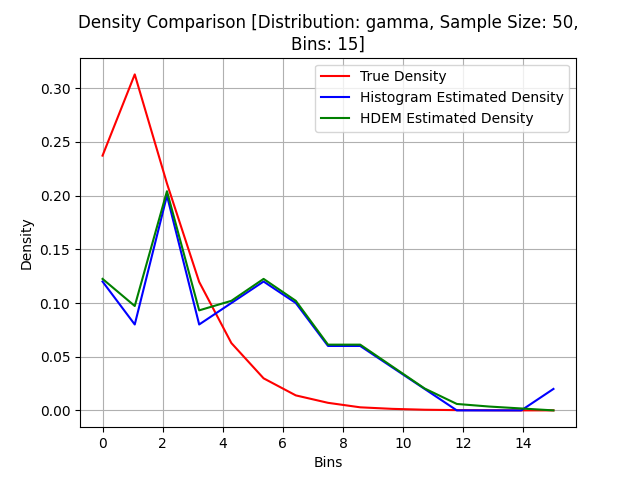 Density Comparison [Distribution: gamma, Sample Size: 50,
Bins: 15]
True Density
Histogram Estimated Density
HDEM Estimated Density
Density
0.30
0.25
0.20
0.15
0.10
0.05
0.00
0 2 4 6 8 10 12 14
Bins